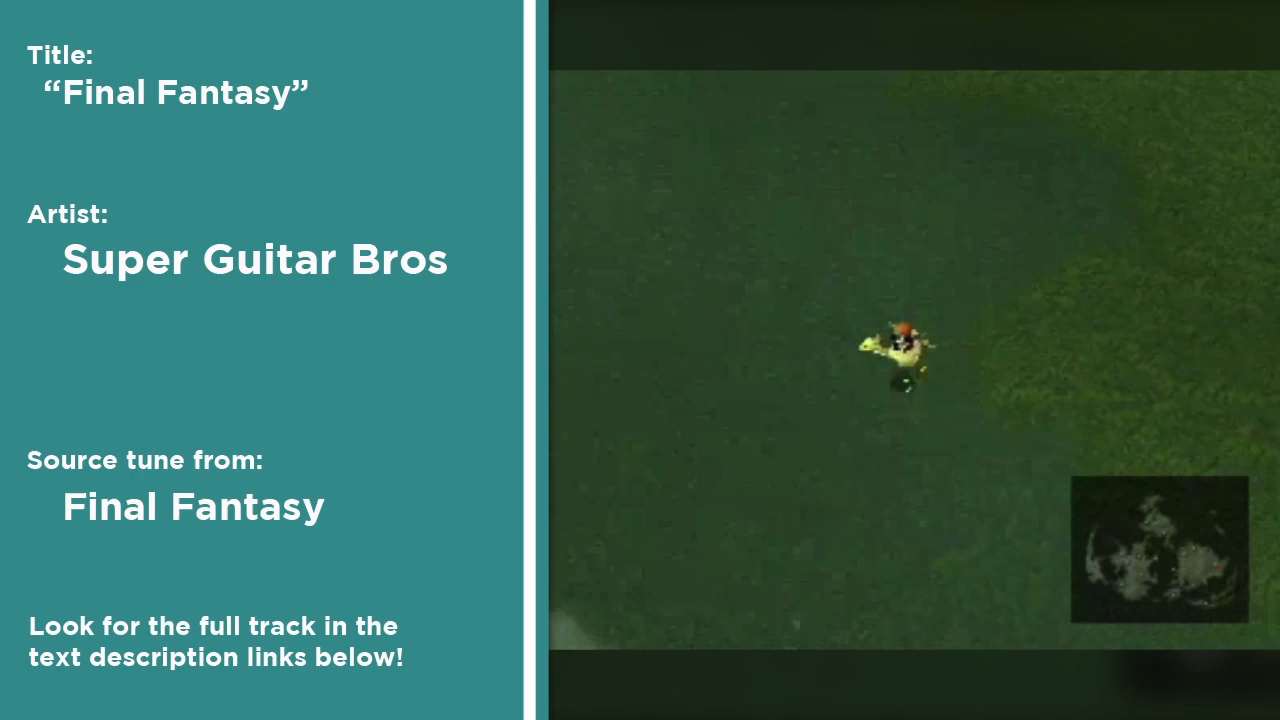 Title:
“Final Fantasy”
Artist:
Super Guitar Bros
Source tune from:
Final Fantasy
Look for the full track in the
text description links below!